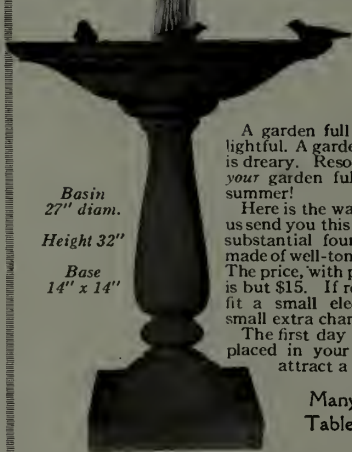 Basin
27" diam.
Height 32"
Base
14" x 14"
A garden full
lightful. A garde
is dreary. Reso
your garden ful
summer!
Here is the wa
us send you this
substantial foun
made of well-ton
The price, with p
is but $15. If re
fit a small ele
small extra char
The first day
placed in your
attract a
Many
Table